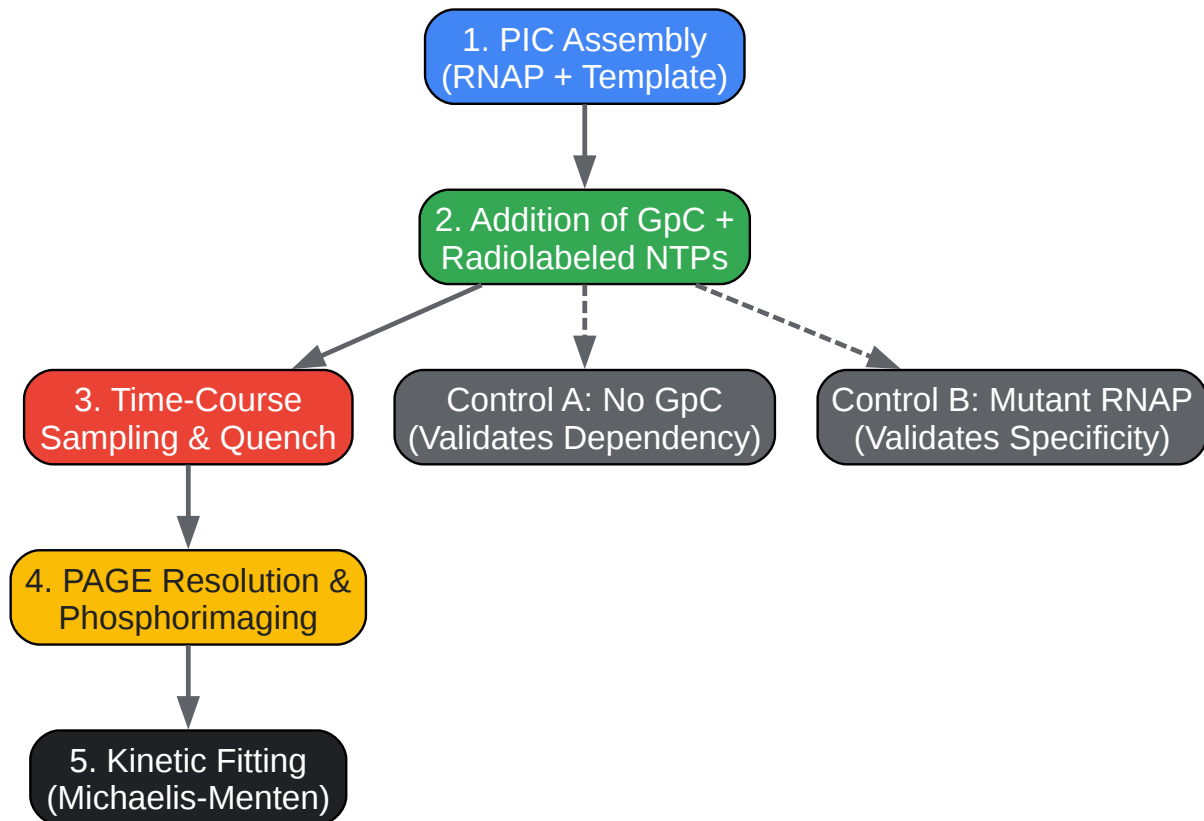 1. PIC Assembly
(RNAP + Template)
2. Addition of GpC +
Radiolabeled NTPs
3. Time-Course
Sampling & Quench
Control A: No GpC
(Validates Dependency)
Control B: Mutant RNAP
(Validates Specificity)
4. PAGE Resolution &
Phosphorimaging
5. Kinetic Fitting
(Michaelis-Menten)